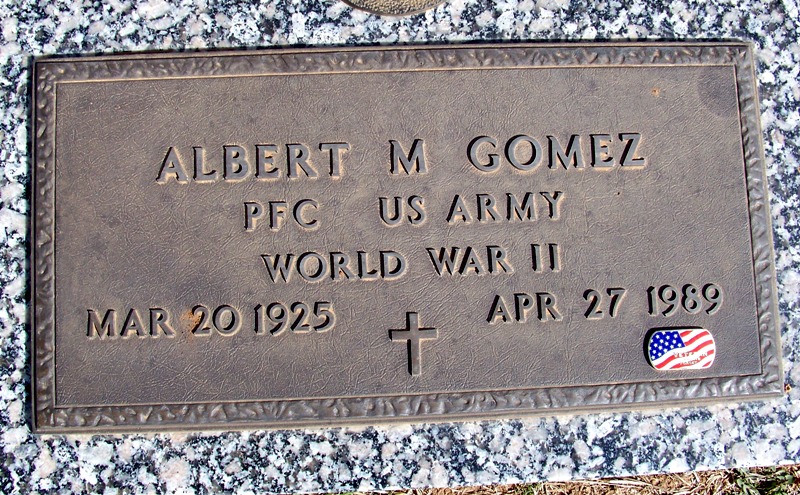 ALBERT M GOMEZ
PFC US ARMY
WORLD WAR II
MAR 20 1925 APR 27 1989